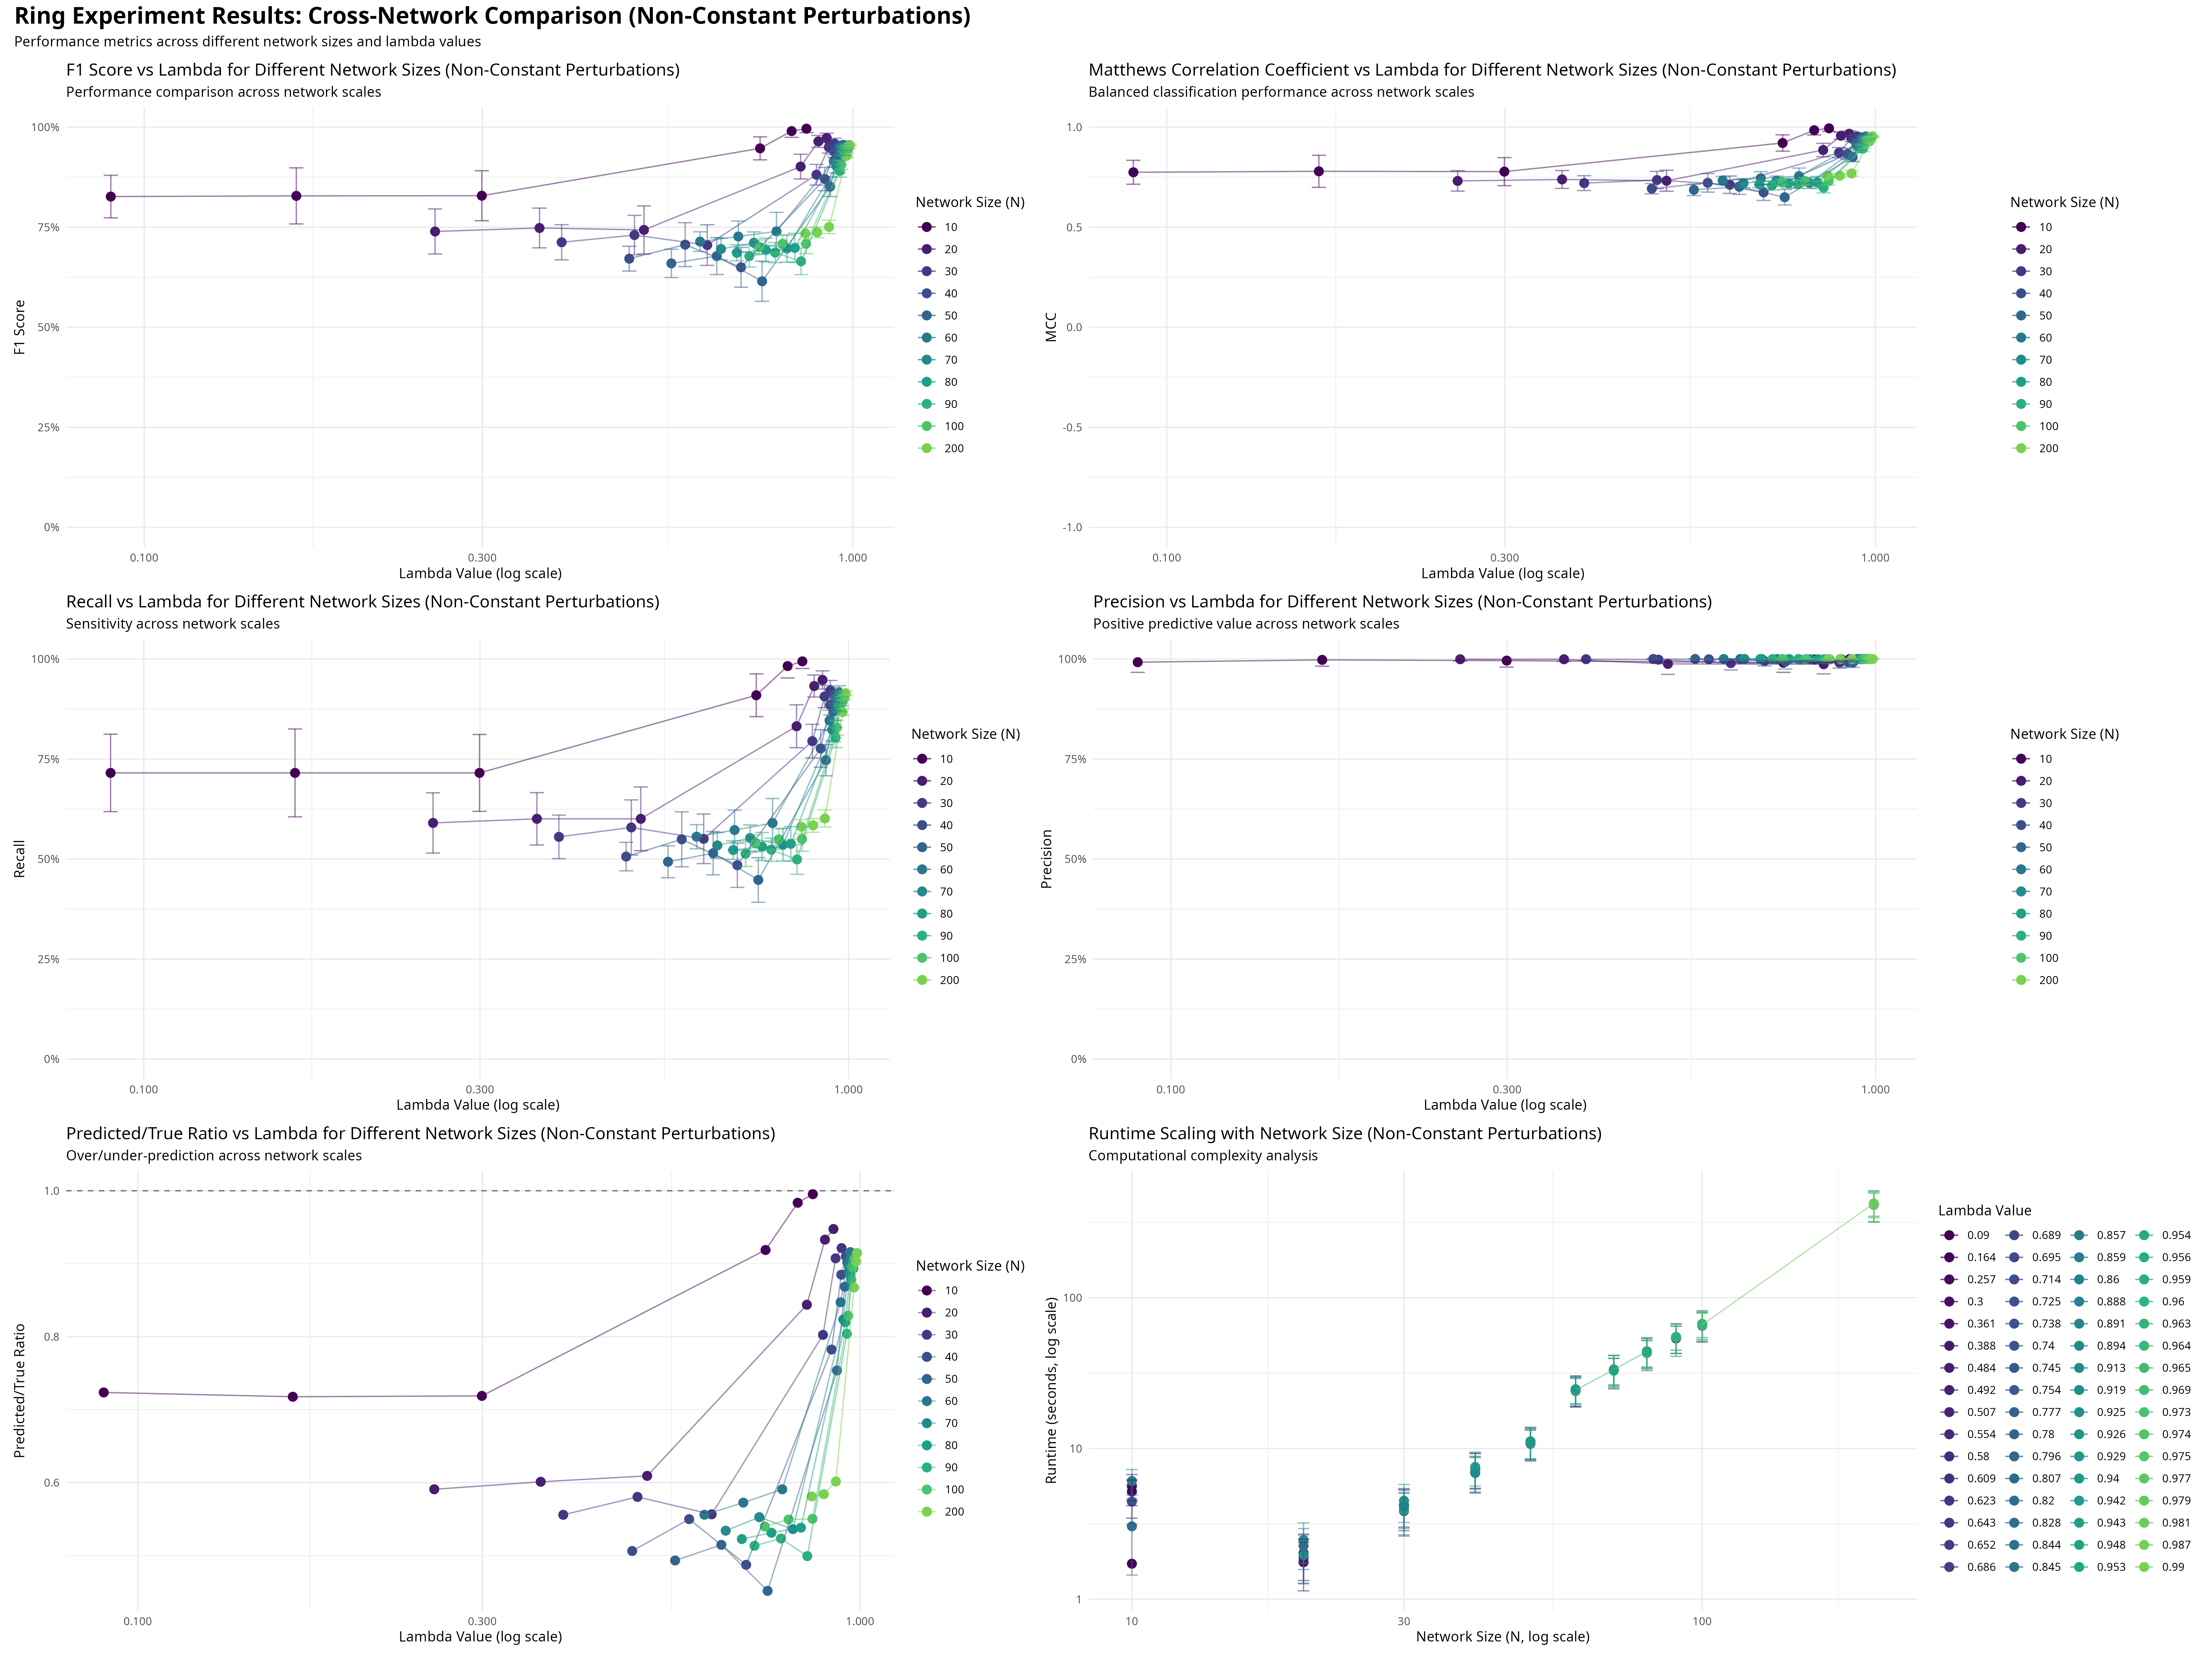 Ring Experiment Results: Cross-Network Comparison (Non-Constant Perturbations)
Performance metrics across different network sizes and lambda values
F1 Score vs Lambda for Different Network Sizes (Non-Constant Perturbations)
Performance comparison across network scales
100%
75%
50%
25%
0%
F1 Score
0.100
0.300
1.000
Lambda Value (log scale)
Network Size (N)
10
20
30
40
50
60
70
80
90
100
200
Matthews Correlation Coefficient vs Lambda for Different Network Sizes (Non-Constant Perturbations)
Balanced classification performance across network scales
1.0
0.5
0.0
-0.5
-1.0
MCC
0.100
0.300
1.000
Lambda Value (log scale)
Network Size (N)
10
20
30
40
50
60
70
80
90
100
200
Recall vs Lambda for Different Network Sizes (Non-Constant Perturbations)
Sensitivity across network scales
100%
75%
50%
25%
0%
Recall
0.100
0.300
1.000
Lambda Value (log scale)
Network Size (N)
10
20
30
40
50
60
70
80
90
100
200
Precision vs Lambda for Different Network Sizes (Non-Constant Perturbations)
Positive predictive value across network scales
100%
75%
50%
25%
0%
Precision
0.100
0.300
1.000
Lambda Value (log scale)
Network Size (N)
10
20
30
40
50
60
70
80
90
100
200
Predicted/True Ratio vs Lambda for Different Network Sizes (Non-Constant Perturbations)
Over/under-prediction across network scales
1.0
0.8
0.6
Predicted/True Ratio
0.100
0.300
1.000
Lambda Value (log scale)
Network Size (N)
10
20
30
40
50
60
70
80
90
100
200
Runtime Scaling with Network Size (Non-Constant Perturbations)
Computational complexity analysis
100
10
1
Runtime (seconds, log scale)
10
30
100
Network Size (N, log scale)
Lambda Value
0.09 0.689 0.857 0.954
0.164 0.695 0.859 0.956
0.257 0.714 0.86 0.959
0.3 0.725 0.888 0.96
0.361 0.738 0.891 0.963
0.388 0.74 0.894 0.964
0.484 0.745 0.913 0.965
0.492 0.754 0.919 0.969
0.507 0.777 0.925 0.973
0.554 0.78 0.926 0.974
0.58 0.796 0.929 0.975
0.609 0.807 0.94 0.977
0.623 0.82 0.942 0.979
0.643 0.828 0.943 0.981
0.652 0.844 0.948 0.987
0.686 0.845 0.953 0.99